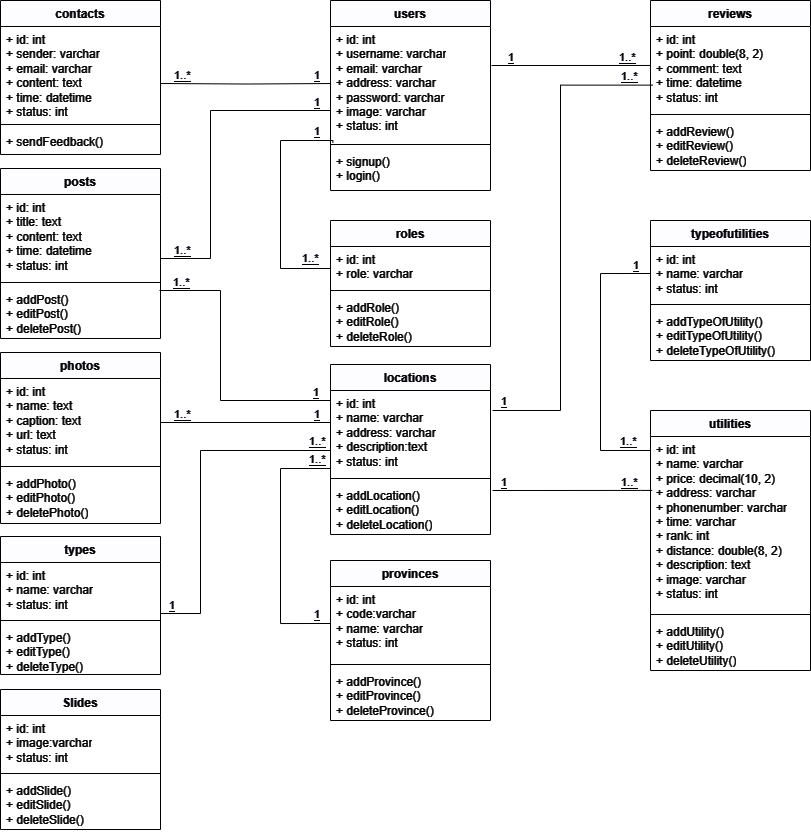 contacts
+ id: int
+ sender: varchar
+ email: varchar
+ content: text
+ time: datetime
+ status: int
+ sendFeedback()
users
+ id: int
+ username: varchar
+ email: varchar
+ address: varchar
+ password: varchar
+ image: varchar
+ status: int
+ signup()
+ login()
reviews
+ id: int
+ point: double(8, 2)
+ comment: text
+ time: datetime
+ status: int
+ addReview()
+ editReview()
+ deleteReview()
1..*
1
1
1..*
1..*
1
1
posts
+ id: int
+ title: text
+ content: text
+ time: datetime
+ status: int
+ addPost()
+ editPost()
+ deletePost()
1..*
1..*
1..*
roles
+ id: int
+ role: varchar
+ addRole()
+ editRole()
+ deleteRole()
typeofutilities
+ id: int
+ name: varchar
+ status: int
+ addTypeOfUtility()
+ editTypeOfUtility()
+ deleteTypeOfUtility()
1
photos
+ id: int
+ name: text
+ caption: text
+ url: text
+ status: int
+ addPhoto()
+ editPhoto()
+ deletePhoto()
1
1..*
1
1..*
1..*
locations
+ id: int
+ name: varchar
+ address: varchar
+ description:text
+ status: int
+ addLocation()
+ editLocation()
+ deleteLocation()
1
1
1..*
1..*
utilities
+ id: int
+ name: varchar
+ price: decimal(10, 2)
+ address: varchar
+ phonenumber: varchar
+ time: varchar
+ rank: int
+ distance: double(8, 2)
+ description: text
+ image: varchar
+ status: int
+ addUtility()
+ editUtility()
+ deleteUtility()
types
+ id: int
+ name: varchar
+ status: int
+ addType()
+ editType()
+ deleteType()
1
1
provinces
+ id: int
+ code:varchar
+ name: varchar
+ status: int
+ addProvince()
+ editProvince()
+ deleteProvince()
Slides
+ id: int
+ image:varchar
+ status: int
+ addSlide()
+ editSlide()
+ deleteSlide()